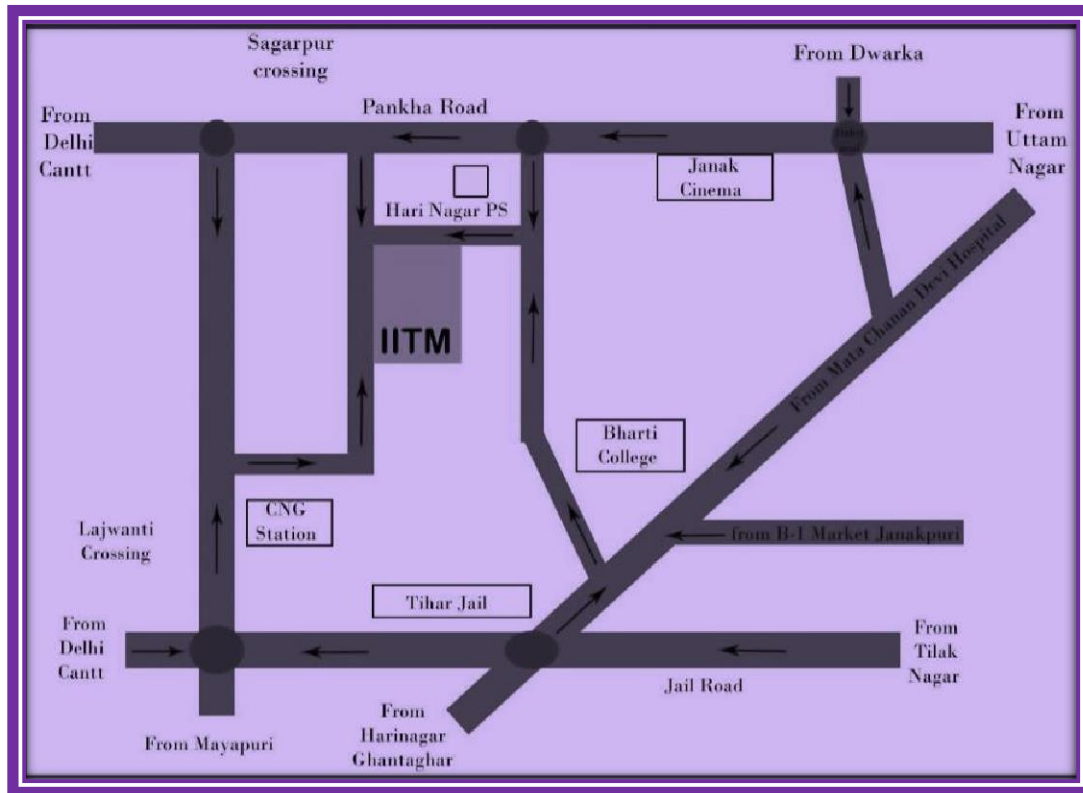 Sagarpur
crossing
From Dwarka
From
Delhi
Cantt
Pankha Road
From
Uttam
Nagar
Janak
Cinema
Hari Nagar PS
IITM
From Mata Chanan Devi Hospital
Bharti
College
CNG
Station
Lajwanti
Crossing
from B-1 Market Janakpuri
Tihar Jail
From
Delhi
Cantt
From
Tilak
Nagar
Jail Road
From Mayapuri
From
Harinagar
Ghantaghar